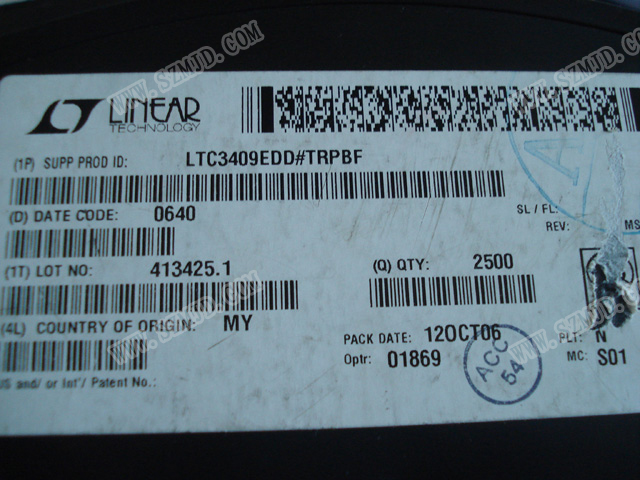 LINEAR
TECHNOLOGY
(1P) SUPP PROD ID: LTC3409EDD#TRPBF
(D) DATE CODE: 0640
SL / FL:
REV: MS
(1T) LOT NO: 413425.1
(Q) QTY: 2500
(4L) COUNTRY OF ORIGIN: MY
PACK DATE: 12OCT06 PLT: N
Optr: 01869 MC: S01
ACC
54
US and/ or Int'/ Patent No.:
WWW.SZMJD.COM
WWW.SZMJD.COM
WWW.SZMJD.COM
WWW.SZMJD.COM